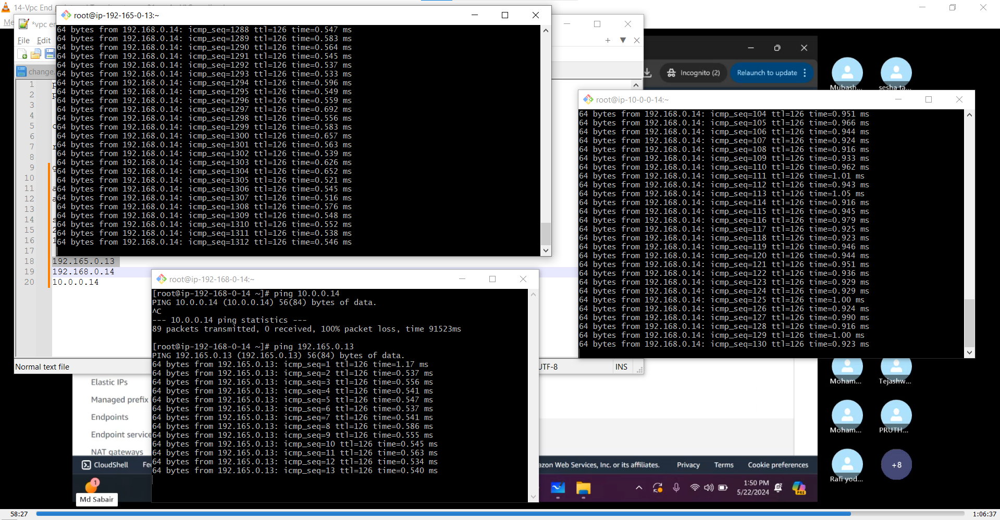 root@ip-192-165-0-13:~
64 bytes from 192.168.0.14: icmp_seq=1288 ttl=126 time=0.547 ms
64 bytes from 192.168.0.14: icmp_seq=1289 ttl=126 time=0.583 ms
64 bytes from 192.168.0.14: icmp_seq=1290 ttl=126 time=0.564 ms
64 bytes from 192.168.0.14: icmp_seq=1291 ttl=126 time=0.545 ms
64 bytes from 192.168.0.14: icmp_seq=1292 ttl=126 time=0.537 ms
64 bytes from 192.168.0.14: icmp_seq=1293 ttl=126 time=0.533 ms
64 bytes from 192.168.0.14: icmp_seq=1294 ttl=126 time=0.596 ms
64 bytes from 192.168.0.14: icmp_seq=1295 ttl=126 time=0.549 ms
64 bytes from 192.168.0.14: icmp_seq=1296 ttl=126 time=0.559 ms
64 bytes from 192.168.0.14: icmp_seq=1297 ttl=126 time=0.692 ms
64 bytes from 192.168.0.14: icmp_seq=1298 ttl=126 time=0.556 ms
64 bytes from 192.168.0.14: icmp_seq=1299 ttl=126 time=0.583 ms
64 bytes from 192.168.0.14: icmp_seq=1300 ttl=126 time=0.657 ms
64 bytes from 192.168.0.14: icmp_seq=1301 ttl=126 time=0.563 ms
64 bytes from 192.168.0.14: icmp_seq=1302 ttl=126 time=0.539 ms
64 bytes from 192.168.0.14: icmp_seq=1303 ttl=126 time=0.626 ms
64 bytes from 192.168.0.14: icmp_seq=1304 ttl=126 time=0.652 ms
64 bytes from 192.168.0.14: icmp_seq=1305 ttl=126 time=0.521 ms
64 bytes from 192.168.0.14: icmp_seq=1306 ttl=126 time=0.545 ms
64 bytes from 192.168.0.14: icmp_seq=1307 ttl=126 time=0.516 ms
64 bytes from 192.168.0.14: icmp_seq=1308 ttl=126 time=0.576 ms
64 bytes from 192.168.0.14: icmp_seq=1309 ttl=126 time=0.548 ms
64 bytes from 192.168.0.14: icmp_seq=1310 ttl=126 time=0.552 ms
64 bytes from 192.168.0.14: icmp_seq=1311 ttl=126 time=0.538 ms
64 bytes from 192.168.0.14: icmp_seq=1312 ttl=126 time=0.546 ms
14-Vpc End
Me
*vpc en
File Edit
change.
1
2
3
4
5
6
7
8
9
10
11
12
13
14
15
16
17
18 192.165.0.13
19 192.168.0.14
20 10.0.0.14
Normal text file
UTF-8
INS
Incognito (2)
Relaunch to update
Mubash...
sesha ta...
root@ip-10-0-0-14:~
64 bytes from 192.168.0.14: icmp_seq=104 ttl=126 time=0.951 ms
64 bytes from 192.168.0.14: icmp_seq=105 ttl=126 time=0.966 ms
64 bytes from 192.168.0.14: icmp_seq=106 ttl=126 time=0.944 ms
64 bytes from 192.168.0.14: icmp_seq=107 ttl=126 time=0.924 ms
64 bytes from 192.168.0.14: icmp_seq=108 ttl=126 time=0.916 ms
64 bytes from 192.168.0.14: icmp_seq=109 ttl=126 time=0.933 ms
64 bytes from 192.168.0.14: icmp_seq=110 ttl=126 time=0.962 ms
64 bytes from 192.168.0.14: icmp_seq=111 ttl=126 time=1.01 ms
64 bytes from 192.168.0.14: icmp_seq=112 ttl=126 time=0.943 ms
64 bytes from 192.168.0.14: icmp_seq=113 ttl=126 time=1.05 ms
64 bytes from 192.168.0.14: icmp_seq=114 ttl=126 time=0.916 ms
64 bytes from 192.168.0.14: icmp_seq=115 ttl=126 time=0.945 ms
64 bytes from 192.168.0.14: icmp_seq=116 ttl=126 time=0.979 ms
64 bytes from 192.168.0.14: icmp_seq=117 ttl=126 time=0.925 ms
64 bytes from 192.168.0.14: icmp_seq=118 ttl=126 time=0.923 ms
64 bytes from 192.168.0.14: icmp_seq=119 ttl=126 time=0.946 ms
64 bytes from 192.168.0.14: icmp_seq=120 ttl=126 time=0.944 ms
64 bytes from 192.168.0.14: icmp_seq=121 ttl=126 time=0.951 ms
64 bytes from 192.168.0.14: icmp_seq=122 ttl=126 time=0.936 ms
64 bytes from 192.168.0.14: icmp_seq=123 ttl=126 time=0.929 ms
64 bytes from 192.168.0.14: icmp_seq=124 ttl=126 time=0.929 ms
64 bytes from 192.168.0.14: icmp_seq=125 ttl=126 time=1.00 ms
64 bytes from 192.168.0.14: icmp_seq=126 ttl=126 time=0.924 ms
64 bytes from 192.168.0.14: icmp_seq=127 ttl=126 time=0.990 ms
64 bytes from 192.168.0.14: icmp_seq=128 ttl=126 time=0.916 ms
64 bytes from 192.168.0.14: icmp_seq=129 ttl=126 time=1.00 ms
64 bytes from 192.168.0.14: icmp_seq=130 ttl=126 time=0.923 ms
root@ip-192-168-0-14:~
[root@ip-192-168-0-14 ~]# ping 10.0.0.14
PING 10.0.0.14 (10.0.0.14) 56(84) bytes of data.
^C
--- 10.0.0.14 ping statistics ---
89 packets transmitted, 0 received, 100% packet loss, time 91523ms
[root@ip-192-168-0-14 ~]# ping 192.165.0.13
PING 192.165.0.13 (192.165.0.13) 56(84) bytes of data.
64 bytes from 192.165.0.13: icmp_seq=1 ttl=126 time=1.17 ms
64 bytes from 192.165.0.13: icmp_seq=2 ttl=126 time=0.537 ms
64 bytes from 192.165.0.13: icmp_seq=3 ttl=126 time=0.556 ms
64 bytes from 192.165.0.13: icmp_seq=4 ttl=126 time=0.541 ms
64 bytes from 192.165.0.13: icmp_seq=5 ttl=126 time=0.547 ms
64 bytes from 192.165.0.13: icmp_seq=6 ttl=126 time=0.537 ms
64 bytes from 192.165.0.13: icmp_seq=7 ttl=126 time=0.541 ms
64 bytes from 192.165.0.13: icmp_seq=8 ttl=126 time=0.586 ms
64 bytes from 192.165.0.13: icmp_seq=9 ttl=126 time=0.555 ms
64 bytes from 192.165.0.13: icmp_seq=10 ttl=126 time=0.545 ms
64 bytes from 192.165.0.13: icmp_seq=11 ttl=126 time=0.563 ms
64 bytes from 192.165.0.13: icmp_seq=12 ttl=126 time=0.534 ms
64 bytes from 192.165.0.13: icmp_seq=13 ttl=126 time=0.540 ms
Elastic IPs
Managed prefix
Endpoints
Endpoint service
NAT gateways
CloudShell Fe
azon Web Services, Inc. or its affiliates. Privacy Terms Cookie preferences
1
Md Sabair
1:50 PM
5/22/2024
PRE
Moham...
Tejashw...
Moham...
PRUTH...
Rafi yod...
+8
58:27
1:06:37